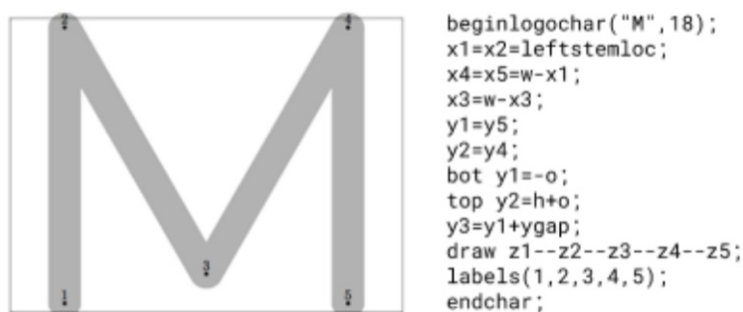 2 4
3
1 5
beginlogochar("M",18);
x1=x2=leftstemloc;
x4=x5=w-x1;
x3=w-x3;
y1=y5;
y2=y4;
bot y1=-o;
top y2=h+o;
y3=y1+ygap;
draw z1--z2--z3--z4--z5;
labels(1,2,3,4,5);
endchar;